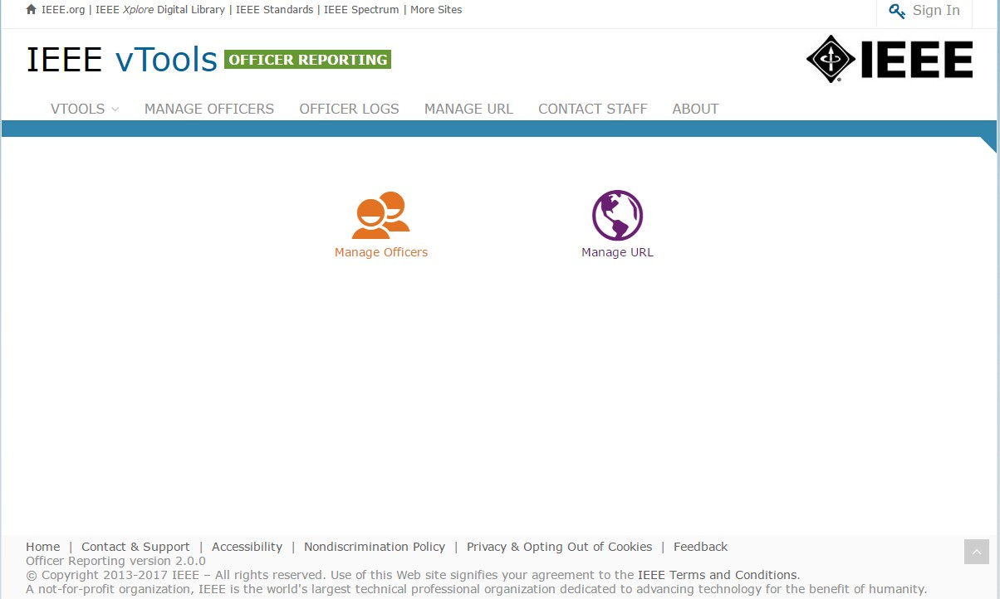 IEEE.org | IEEE Xplore Digital Library | IEEE Standards | IEEE Spectrum | More Sites
Sign In
IEEE vTools OFFICER REPORTING
IEEE
VTOOLS MANAGE OFFICERS OFFICER LOGS MANAGE URL CONTACT STAFF ABOUT
Manage Officers
Manage URL
Home | Contact & Support | Accessibility | Nondiscrimination Policy | Privacy & Opting Out of Cookies | Feedback
Officer Reporting version 2.0.0
© Copyright 2013-2017 IEEE – All rights reserved. Use of this Web site signifies your agreement to the IEEE Terms and Conditions.
A not-for-profit organization, IEEE is the world's largest technical professional organization dedicated to advancing technology for the benefit of humanity.